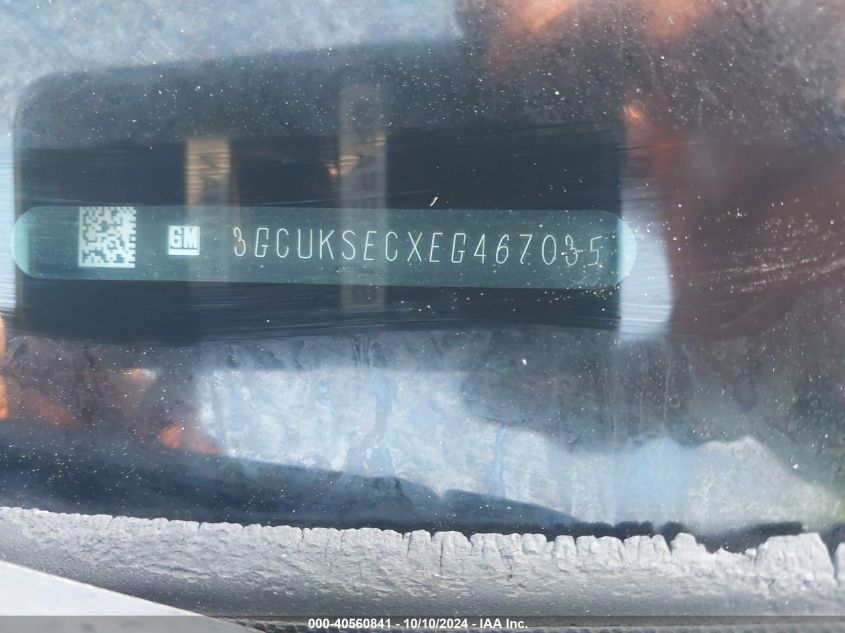 GM 3GCUKSECXEG467035
000-40560841 - 10/10/2024 - IAA Inc.